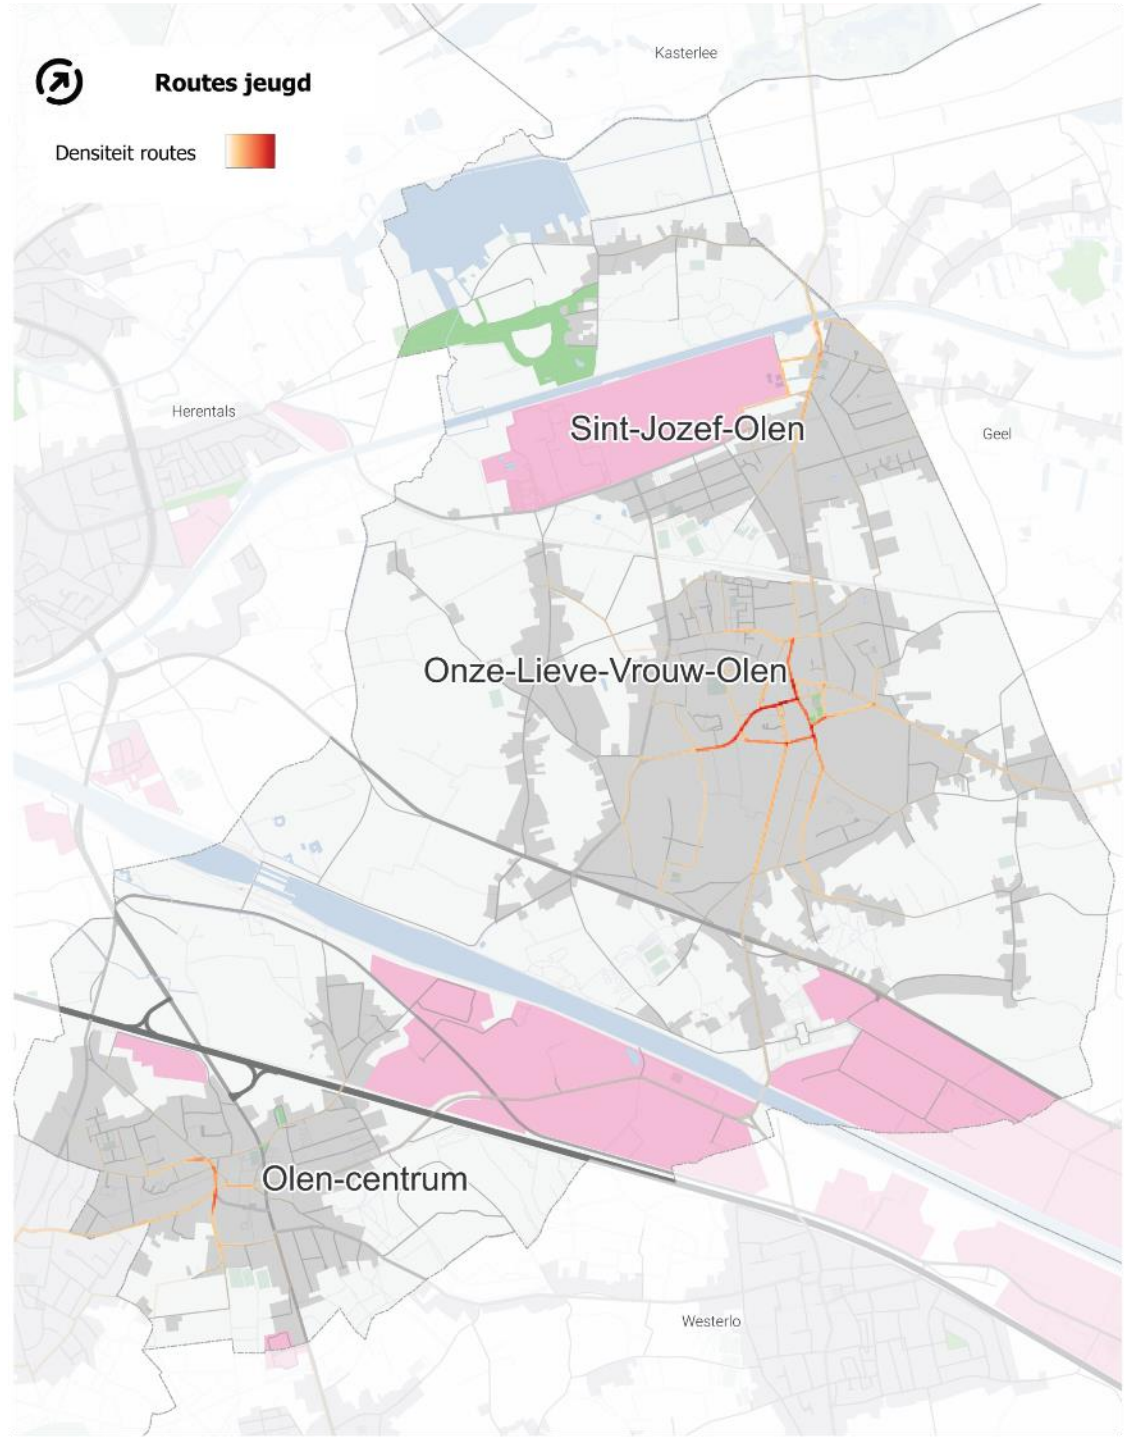 Kasterlee
Routes jeugd
Densiteit routes
Herentals
Sint-Jozef-Olen
Geel
Onze-Lieve-Vrouw-Olen
Olen-centrum
Westerlo